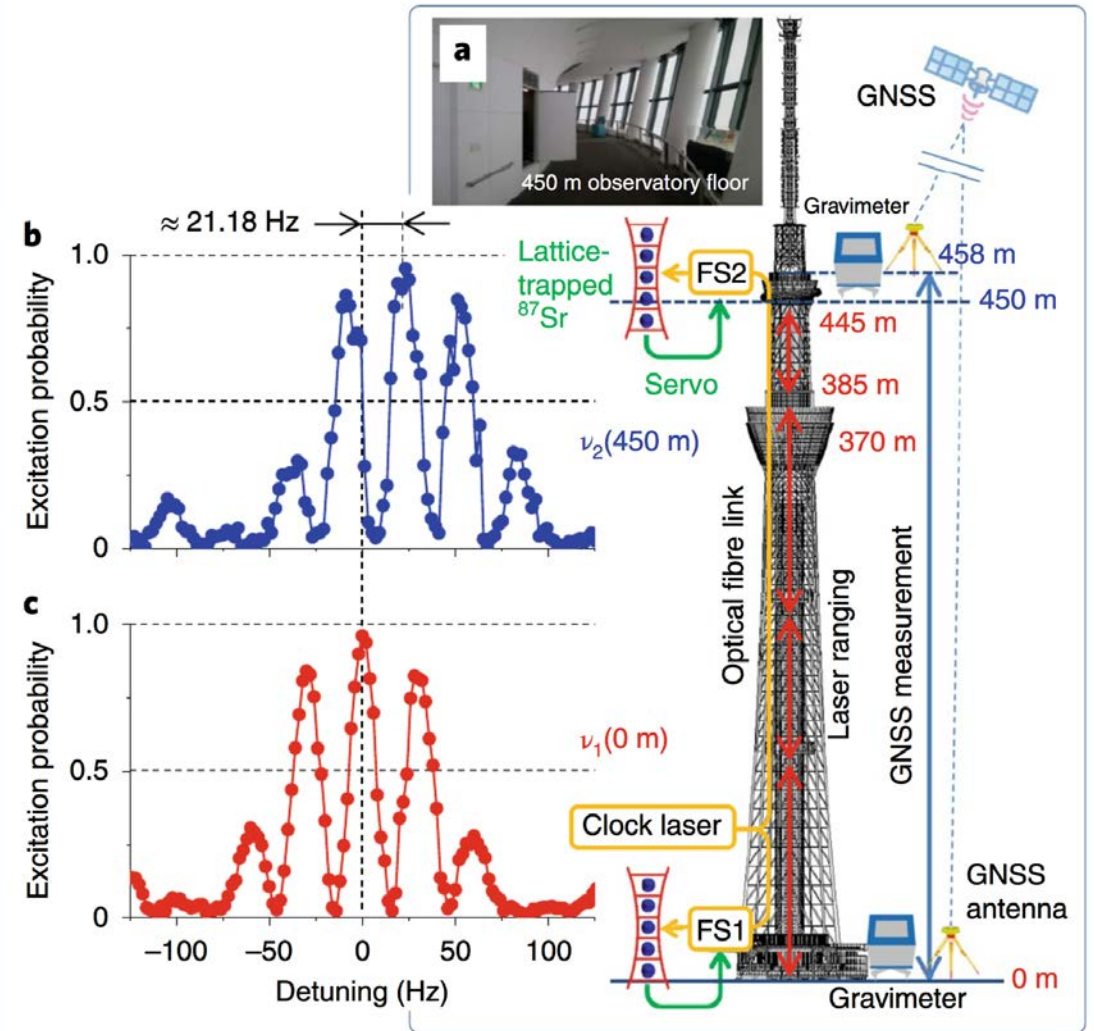 a
450 m observatory floor
GNSS
Gravimeter
458 m
450 m
445 m
385 m
370 m
Lattice-
trapped
⁸⁷Sr
FS2
Servo
ν₂(450 m)
Optical fibre link
Laser ranging
GNSS measurement
ν₁(0 m)
Clock laser
FS1
GNSS
antenna
0 m
Gravimeter
b
≈ 21.18 Hz
Excitation probability
1.0
0.5
0
c
Excitation probability
1.0
0.5
0
−100 −50 0 50 100
Detuning (Hz)